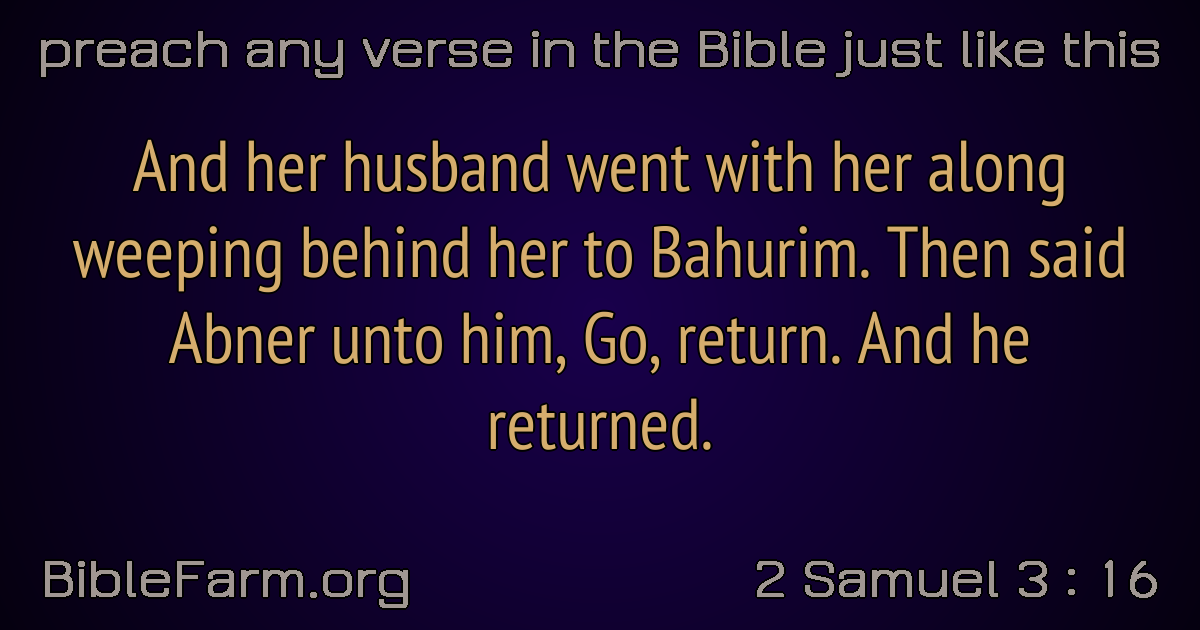 preach any verse in the Bible just like this
And her husband went with her along
weeping behind her to Bahurim. Then said
Abner unto him, Go, return. And he
returned.
BibleFarm.org
2 Samuel 3 : 16